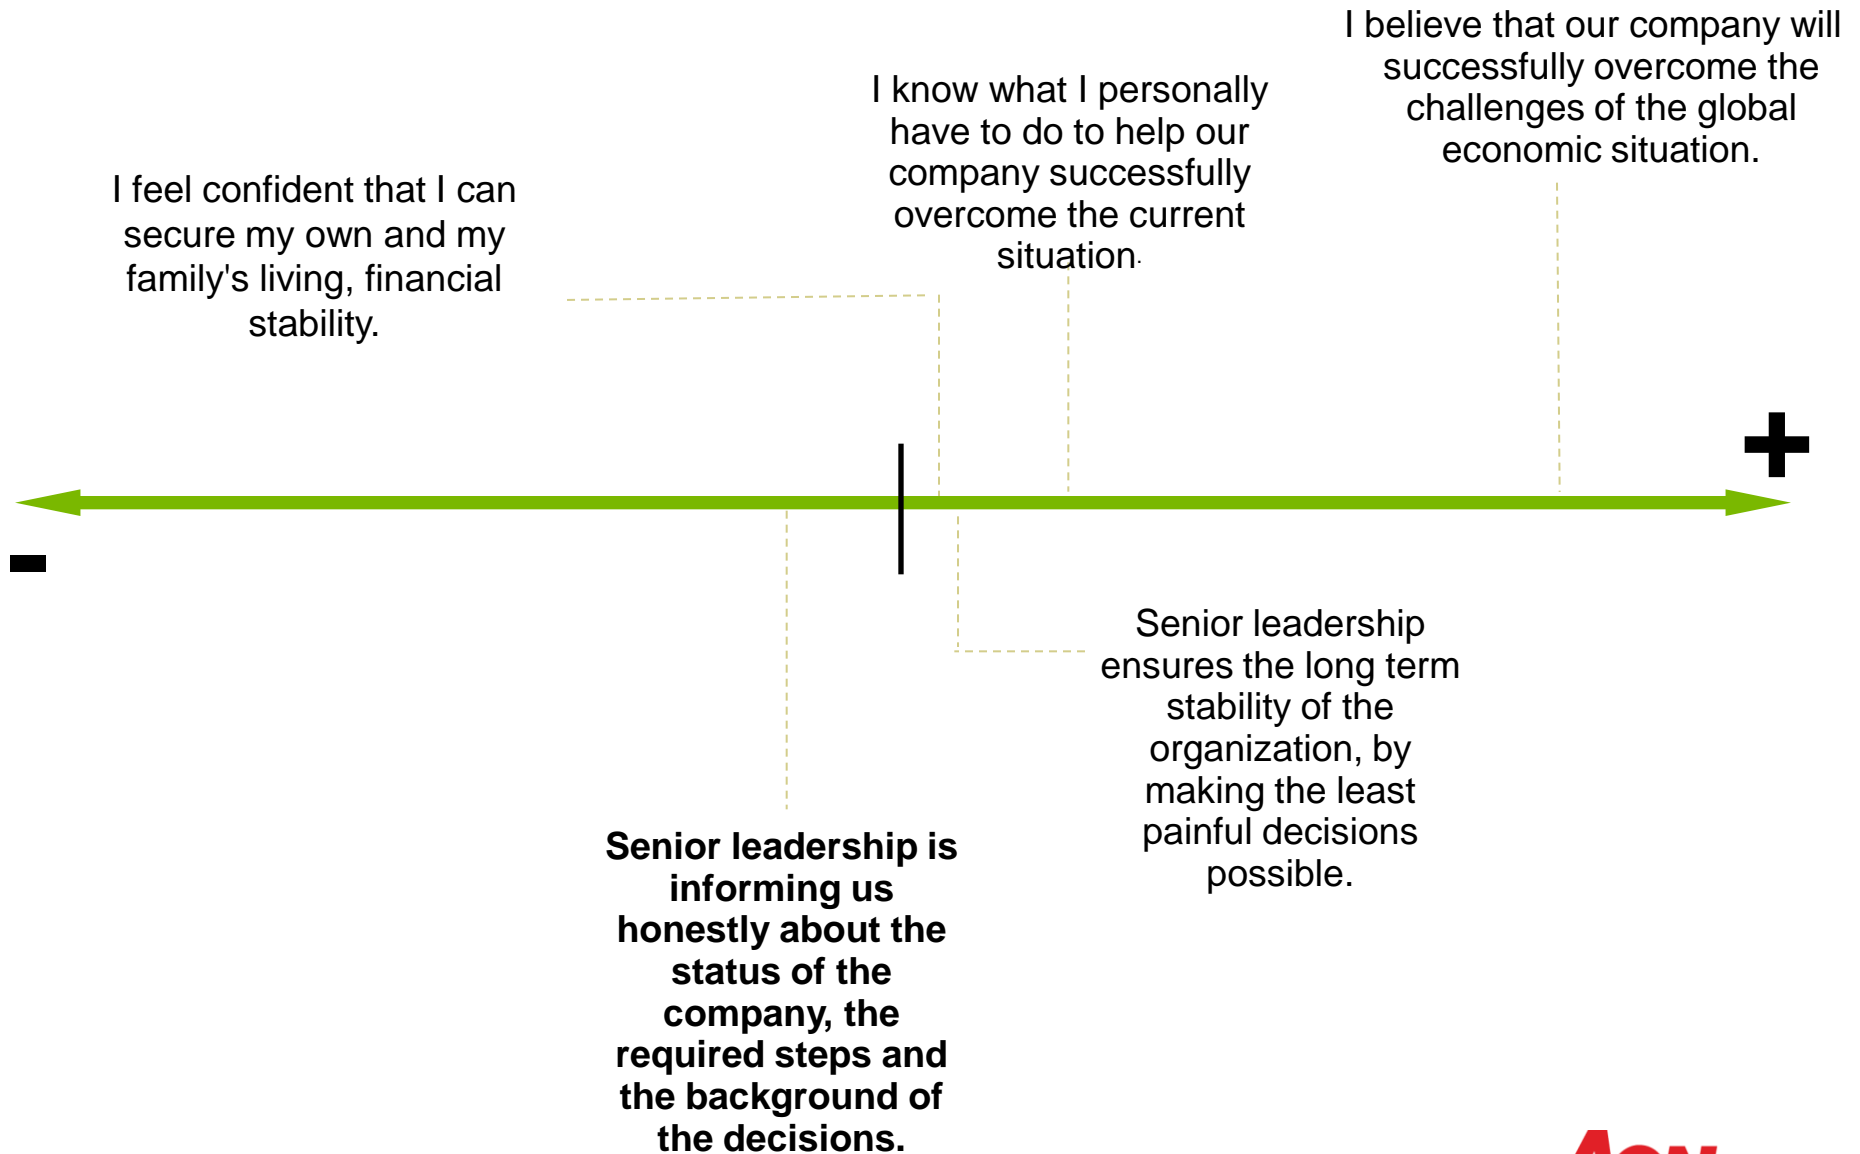 I feel confident that I can
secure my own and my
family's living, financial
stability.
I know what I personally
have to do to help our
company successfully
overcome the current
situation.
I believe that our company will
successfully overcome the
challenges of the global
economic situation.
+
-
Senior leadership is
informing us
honestly about the
status of the
company, the
required steps and
the background of
the decisions.
Senior leadership
ensures the long term
stability of the
organization, by
making the least
painful decisions
possible.
AON